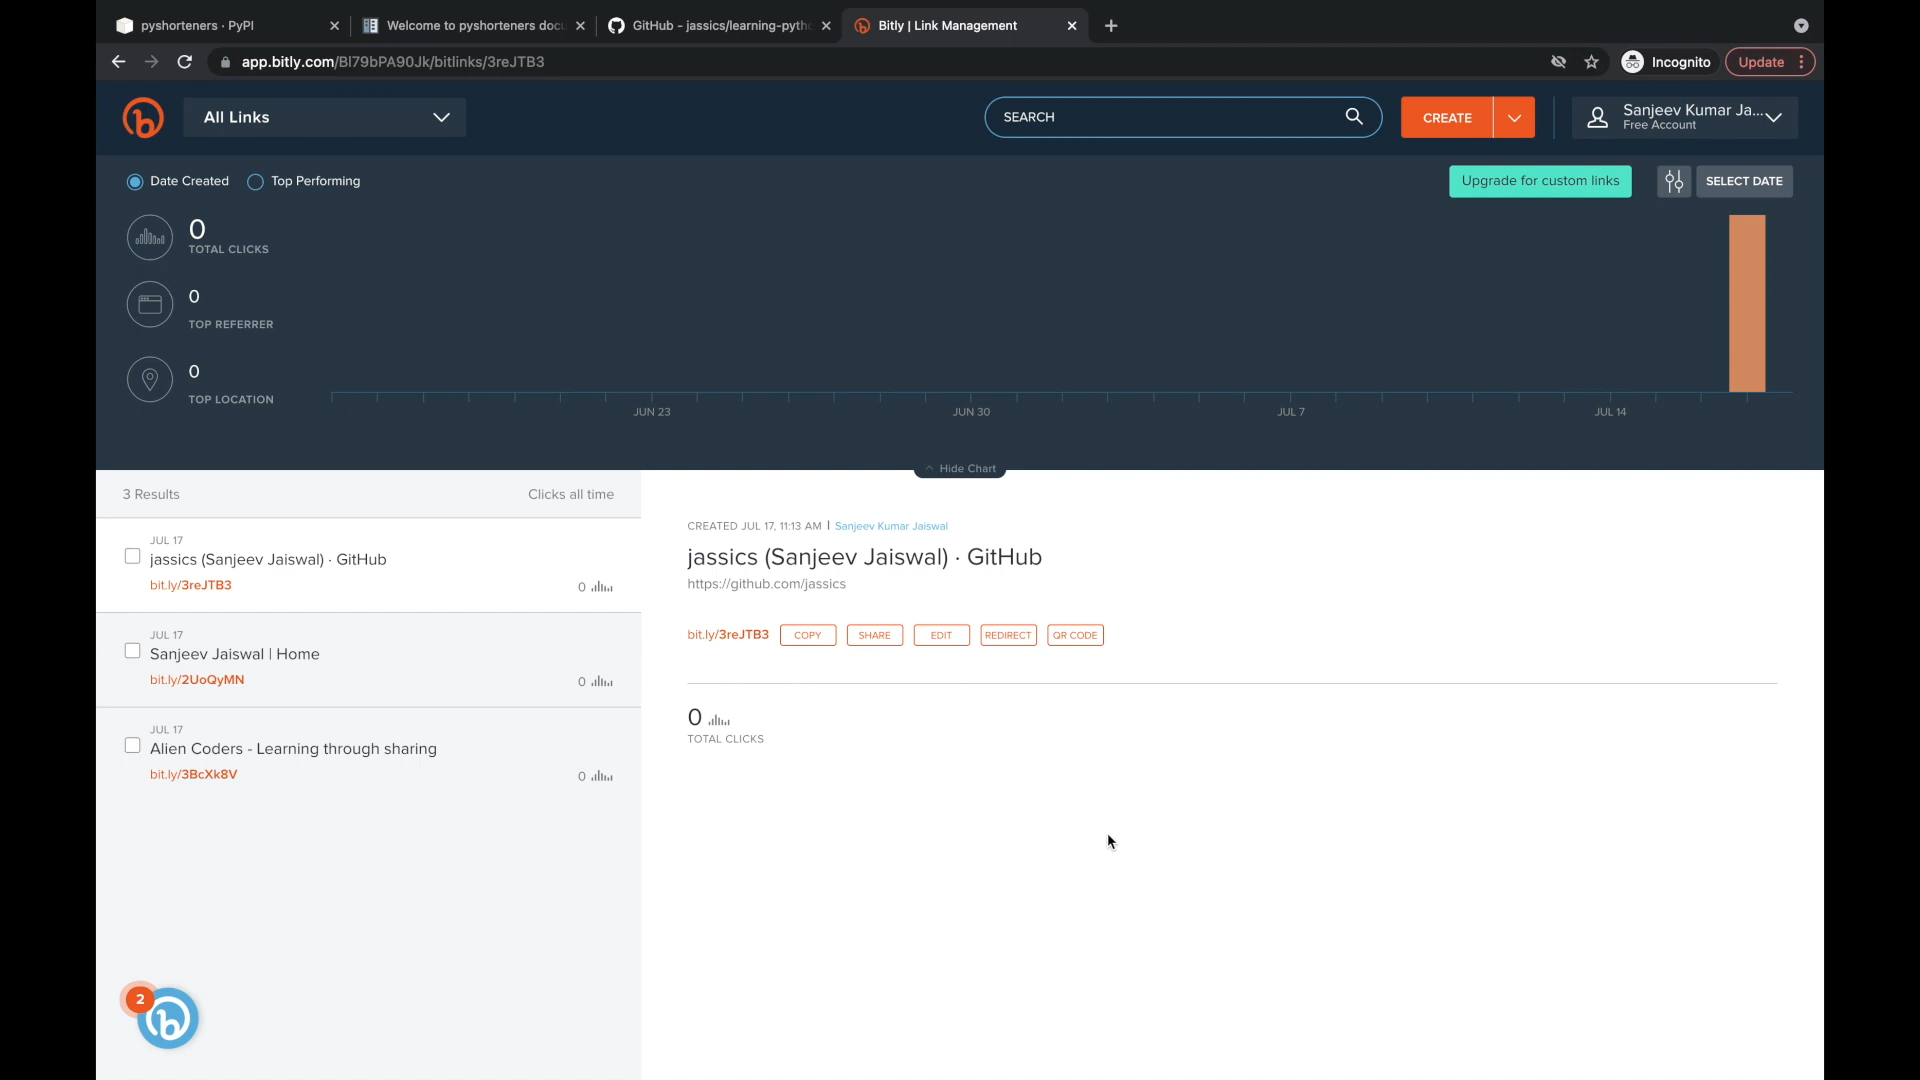 pyshorteners · PyPI
Welcome to pyshorteners docu
GitHub - jassics/learning-pytho
Bitly | Link Management
app.bitly.com/Bl79bPA90Jk/bitlinks/3reJTB3
Incognito
Update
All Links
SEARCH
CREATE
Sanjeev Kumar Ja...
Free Account
Date Created
Top Performing
Upgrade for custom links
SELECT DATE
0
TOTAL CLICKS
0
TOP REFERRER
0
TOP LOCATION
JUN 23
JUN 30
JUL 7
JUL 14
Hide Chart
3 Results
Clicks all time
JUL 17
jassics (Sanjeev Jaiswal) · GitHub
bit.ly/3reJTB3
0
JUL 17
Sanjeev Jaiswal | Home
bit.ly/2UoQyMN
0
JUL 17
Alien Coders - Learning through sharing
bit.ly/3BcXk8V
0
CREATED JUL 17, 11:13 AM | Sanjeev Kumar Jaiswal
jassics (Sanjeev Jaiswal) · GitHub
https://github.com/jassics
bit.ly/3reJTB3
COPY
SHARE
EDIT
REDIRECT
QR CODE
0
TOTAL CLICKS
2